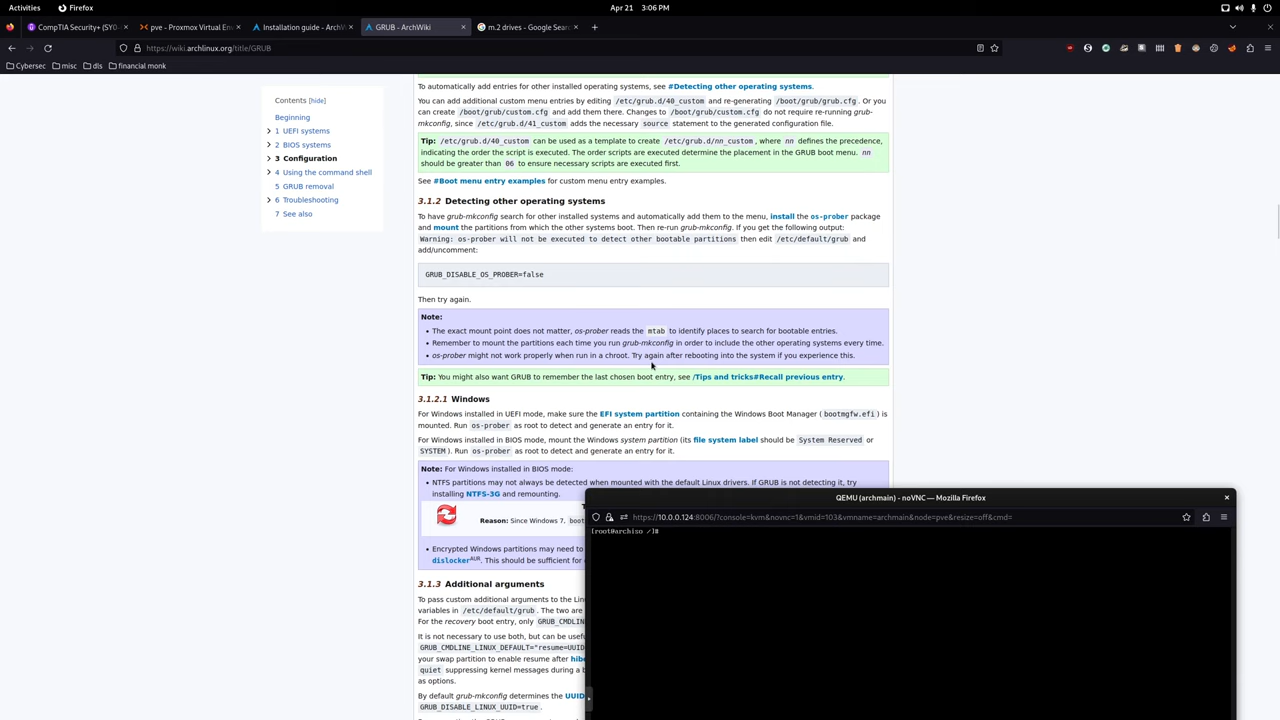 Activities
Firefox
Apr 21 3:06 PM
CompTIA Security+ (SY0-
pve - Proxmox Virtual Env
Installation guide - ArchWi
GRUB - ArchWiki
m.2 drives - Google Sear
https://wiki.archlinux.org/title/GRUB
Cybersec
misc
dls
financial monk
Contents [hide]
Beginning
1 UEFI systems
2 BIOS systems
3 Configuration
4 Using the command shell
5 GRUB removal
6 Troubleshooting
7 See also
To automatically add entries for other installed operating systems, see #Detecting other operating systems.
You can add additional custom menu entries by editing /etc/grub.d/40_custom and re-generating /boot/grub/grub.cfg. Or you
can create /boot/grub/custom.cfg and add them there. Changes to /boot/grub/custom.cfg do not require re-running grub-
mkconfig, since /etc/grub.d/41_custom adds the necessary source statement to the generated configuration file.
Tip: /etc/grub.d/40_custom can be used as a template to create /etc/grub.d/nn_custom, where nn defines the precedence,
indicating the order the script is executed. The order scripts are executed determine the placement in the GRUB boot menu. nn
should be greater than 06 to ensure necessary scripts are executed first.
See #Boot menu entry examples for custom menu entry examples.
3.1.2 Detecting other operating systems
To have grub-mkconfig search for other installed systems and automatically add them to the menu, install the os-prober package
and mount the partitions from which the other systems boot. Then re-run grub-mkconfig. If you get the following output:
Warning: os-prober will not be executed to detect other bootable partitions then edit /etc/default/grub and
add/uncomment:
GRUB_DISABLE_OS_PROBER=false
Then try again.
Note:
• The exact mount point does not matter, os-prober reads the mtab to identify places to search for bootable entries.
• Remember to mount the partitions each time you run grub-mkconfig in order to include the other operating systems every time.
• os-prober might not work properly when run in a chroot. Try again after rebooting into the system if you experience this.
Tip: You might also want GRUB to remember the last chosen boot entry, see /Tips and tricks#Recall previous entry.
3.1.2.1 Windows
For Windows installed in UEFI mode, make sure the EFI system partition containing the Windows Boot Manager (bootmgfw.efi) is
mounted. Run os-prober as root to detect and generate an entry for it.
For Windows installed in BIOS mode, mount the Windows system partition (its file system label should be System Reserved or
SYSTEM). Run os-prober as root to detect and generate an entry for it.
Note: For Windows installed in BIOS mode:
• NTFS partitions may not always be detected when mounted with the default Linux drivers. If GRUB is not detecting it, try
installing NTFS-3G and remounting.
Reason: Since Windows 7, boot
• Encrypted Windows partitions may need to
dislocker AUR. This should be sufficient for
3.1.3 Additional arguments
To pass custom additional arguments to the Lin
variables in /etc/default/grub. The two are
For the recovery boot entry, only GRUB_CMDLIN
It is not necessary to use both, but can be usefu
GRUB_CMDLINE_LINUX_DEFAULT="resume=UUID
your swap partition to enable resume after hibe
quiet suppressing kernel messages during a b
as options.
By default grub-mkconfig determines the UUID
GRUB_DISABLE_LINUX_UUID=true.
QEMU (archmain) - noVNC — Mozilla Firefox
https://10.0.0.124:8006/?console=kvm&novnc=1&vmid=103&vmname=archmain&node=pve&resize=off&cmd=
[root@archiso /]#